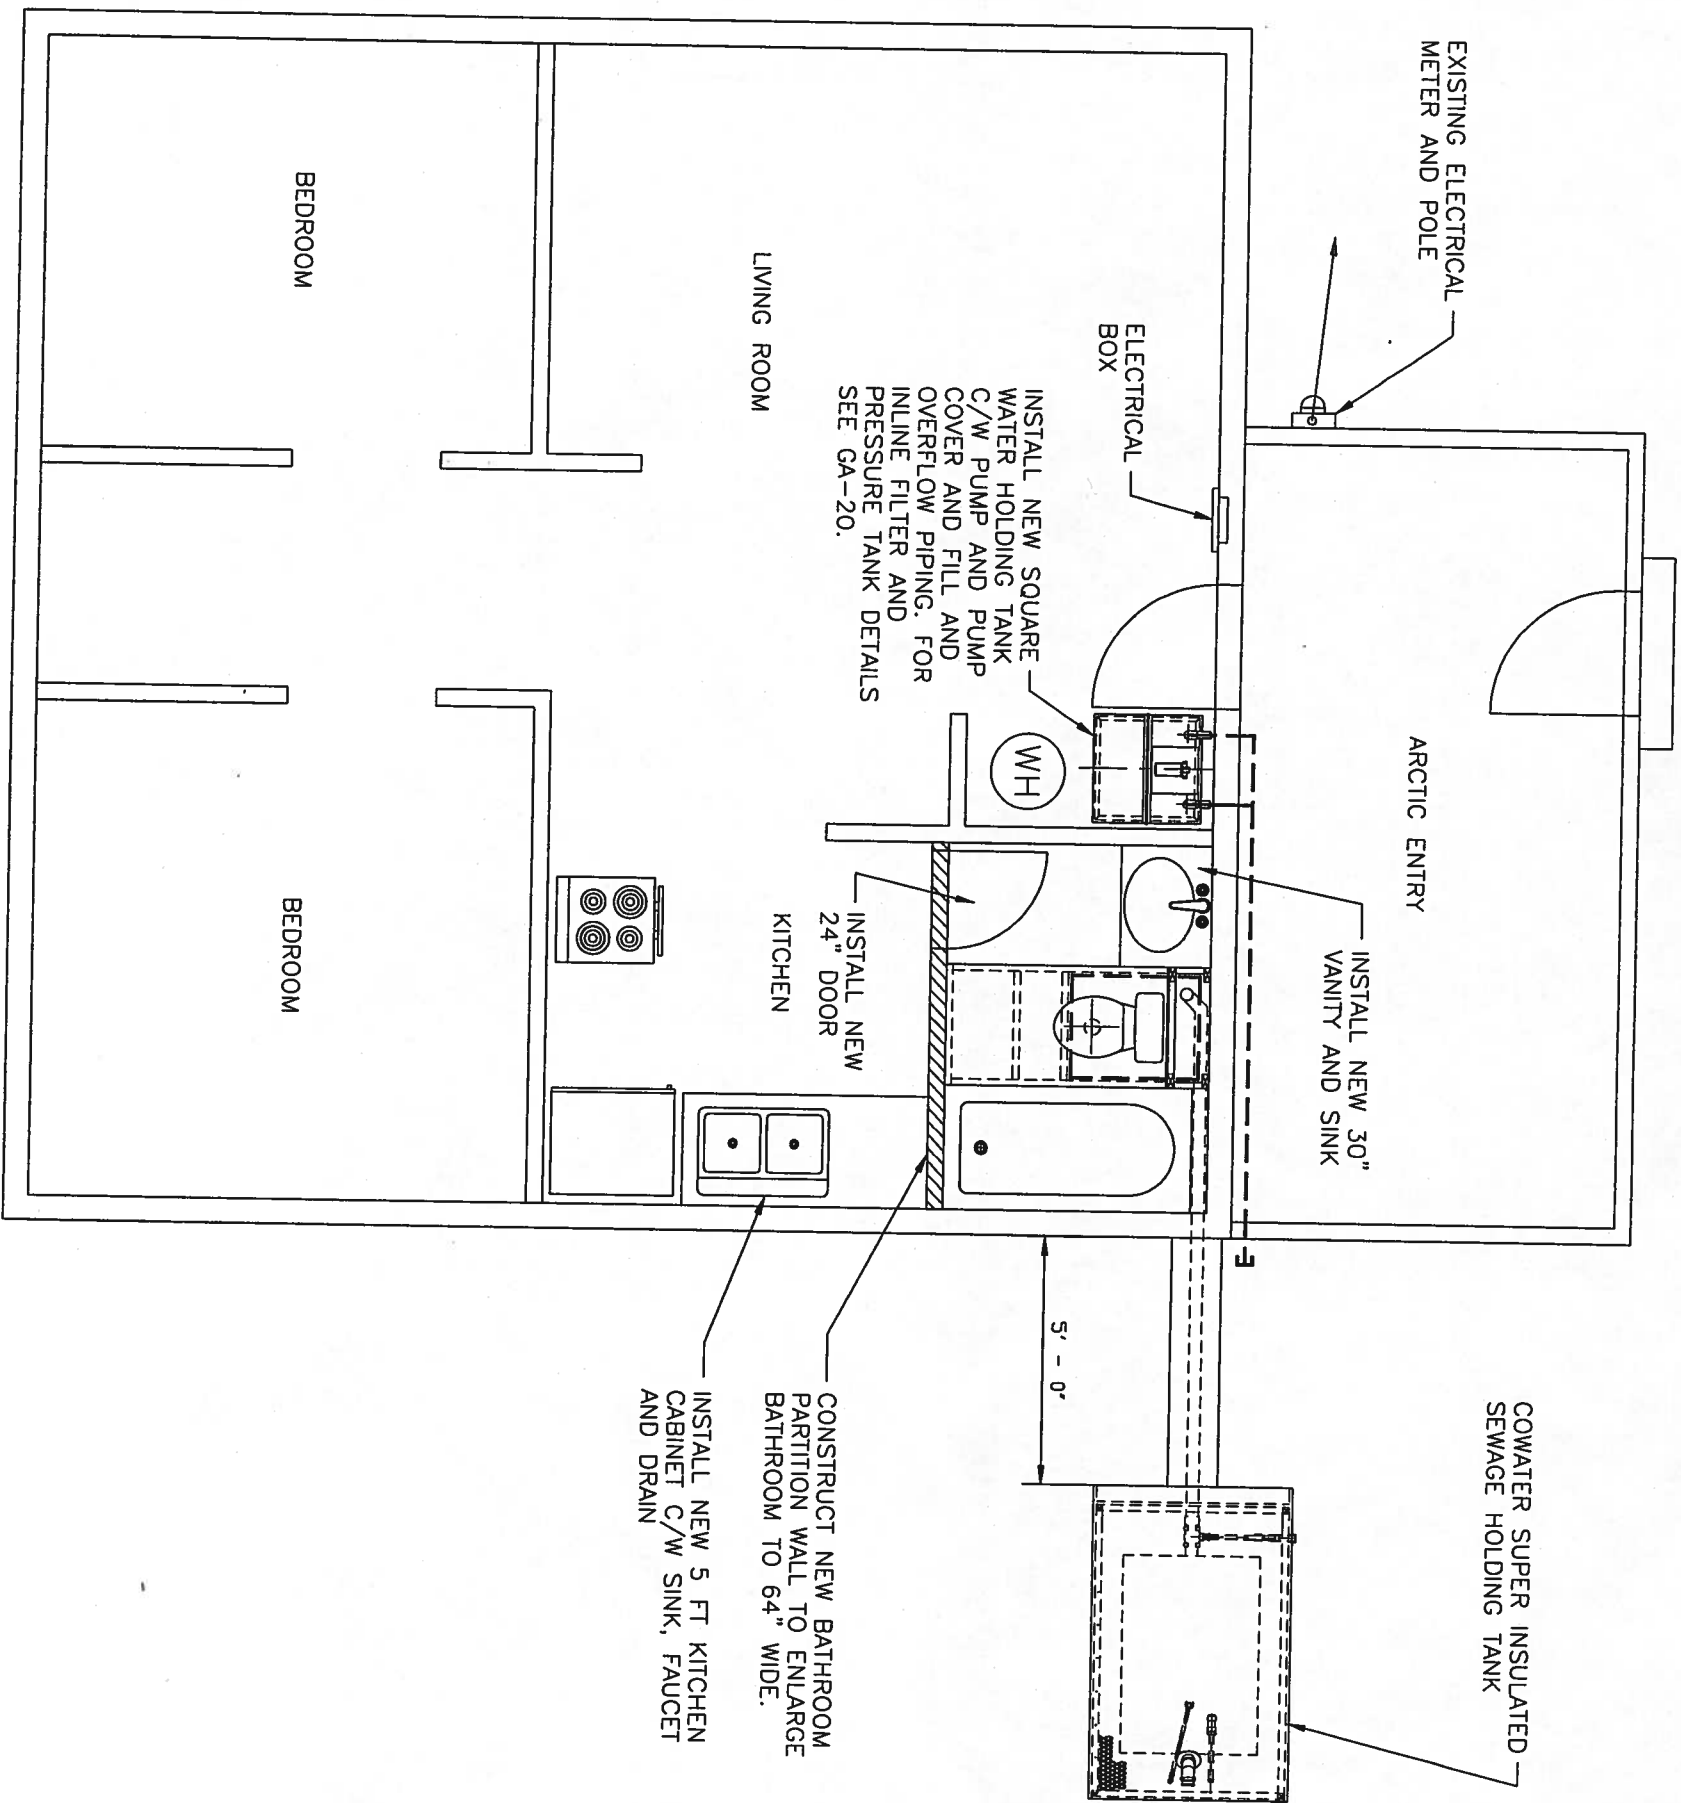 EXISTING ELECTRICAL
METER AND POLE
ELECTRICAL
BOX
ARCTIC ENTRY
INSTALL NEW 30"
VANITY AND SINK
COWATER SUPER INSULATED
SEWAGE HOLDING TANK
INSTALL NEW SQUARE
WATER HOLDING TANK
C/W PUMP AND PUMP
COVER AND FILL AND
OVERFLOW PIPING. FOR
INLINE FILTER AND
PRESSURE TANK DETAILS
SEE GA-20.
WH
5' - 0"
LIVING ROOM
INSTALL NEW
24" DOOR
KITCHEN
CONSTRUCT NEW BATHROOM
PARTITION WALL TO ENLARGE
BATHROOM TO 64" WIDE.
INSTALL NEW 5 FT KITCHEN
CABINET C/W SINK, FAUCET
AND DRAIN
BEDROOM
BEDROOM